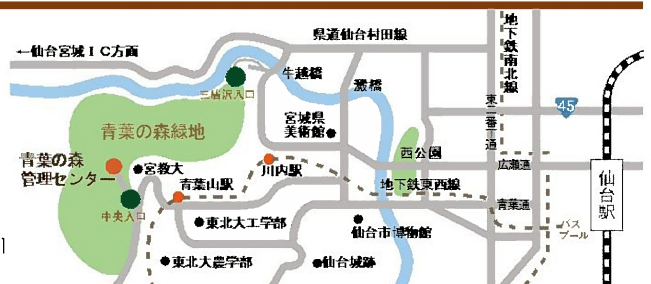 県道仙台村田線
地下鉄南北線
←仙台宮城IC方面
牛越橋
澱橋
三居沢入口
45
東二番丁通
宮城県
美術館
青葉の森緑地
西公園
広瀬通
青葉の森
管理センター
宮教大
川内駅
青葉山駅
地下鉄東西線
仙台駅
青葉通
中央入口
東北大工学部
仙台市博物館
バス
プール
東北大農学部
仙台城跡